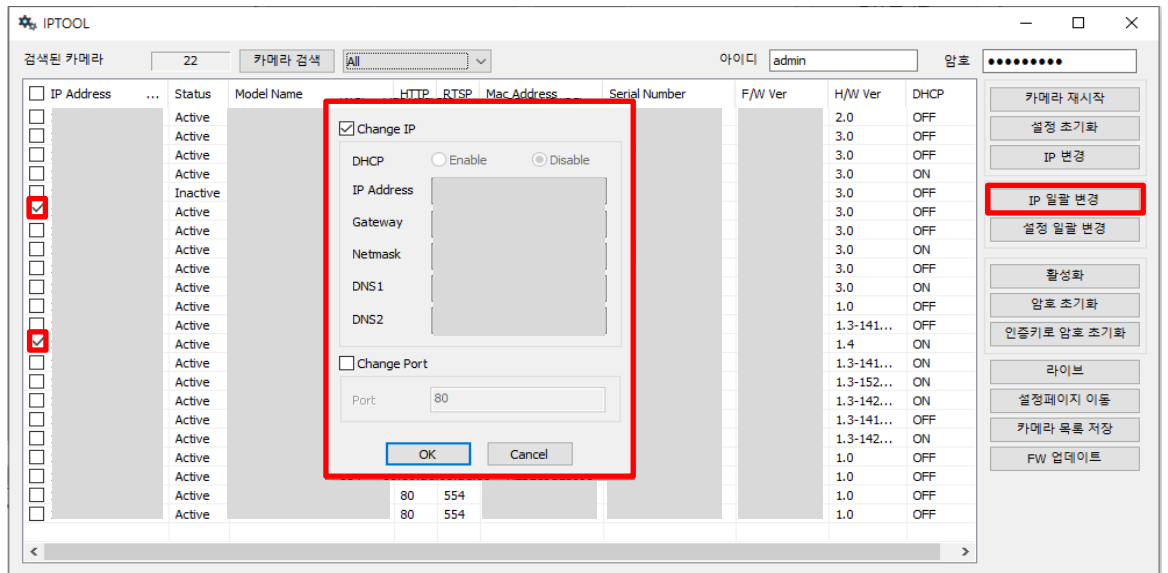 IPTOOL
검색된 카메라 22 카메라 검색 All 아이디 admin 암호 •••••••••
IP Address ... Status Model Name HTTP RTSP Mac Address Serial Number F/W Ver H/W Ver DHCP
Active 2.0 OFF
Active 3.0 OFF
Active 3.0 OFF
Active 3.0 ON
Inactive 3.0 OFF
Active 3.0 OFF
Active 3.0 OFF
Active 3.0 ON
Active 3.0 OFF
Active 3.0 ON
Active 1.0 OFF
Active 1.3-141... OFF
Active 1.4 ON
Active 1.3-141... ON
Active 1.3-152... ON
Active 1.3-142... ON
Active 1.3-141... OFF
Active 1.3-142... ON
Active 1.0 OFF
Active 1.0 OFF
Active 80 554 1.0 OFF
Active 80 554 1.0 OFF
Change IP
DHCP Enable Disable
IP Address
Gateway
Netmask
DNS1
DNS2
Change Port
Port 80
OK Cancel
카메라 재시작
설정 초기화
IP 변경
IP 일괄 변경
설정 일괄 변경
활성화
암호 초기화
인증키로 암호 초기화
라이브
설정페이지 이동
카메라 목록 저장
FW 업데이트